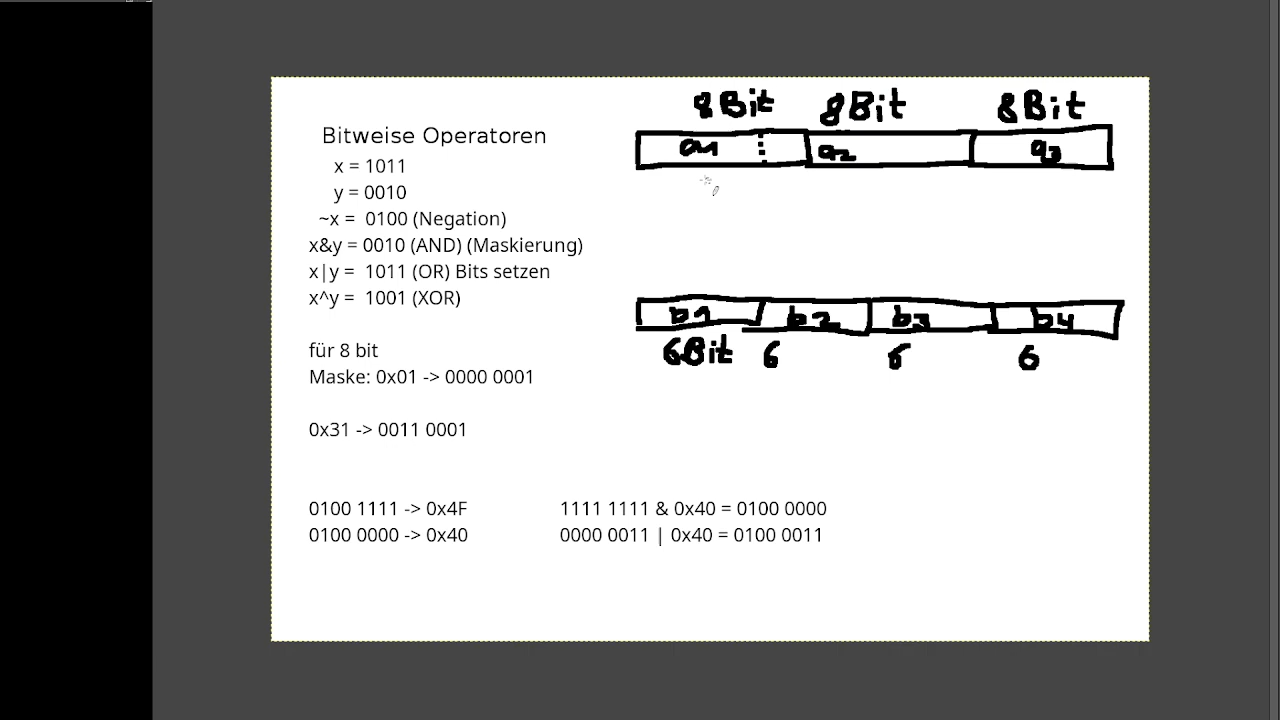 Bitweise Operatoren
x = 1011
y = 0010
~x = 0100 (Negation)
x&y = 0010 (AND) (Maskierung)
x|y = 1011 (OR) Bits setzen
x^y = 1001 (XOR)
für 8 bit
Maske: 0x01 -> 0000 0001
0x31 -> 0011 0001
0100 1111 -> 0x4F
0100 0000 -> 0x40
1111 1111 & 0x40 = 0100 0000
0000 0011 | 0x40 = 0100 0011
8Bit 8Bit 8Bit
a1 a2 a3
b1 b2 b3 b4
6Bit 6 6 6